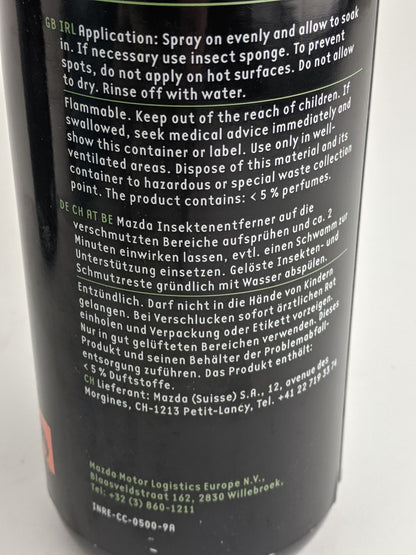 GB IRL Application: Spray on evenly and allow to soak
in. If necessary use insect sponge. To prevent
spots, do not apply on hot surfaces. Do not allow
to dry. Rinse off with water.
Flammable. Keep out of the reach of children. If
swallowed, seek medical advice immediately and
show this container or label. Use only in well-
ventilated areas. Dispose of this material and its
container to hazardous or special waste collection
point. The product contains: < 5 % perfumes.
DE CH AT BE Mazda Insektenentferner auf die
verschmutzten Bereiche aufsprühen und ca. 2
Minuten einwirken lassen, evtl. einen Schwamm zur
Unterstützung einsetzen. Gelöste Insekten- und
Schmutzreste gründlich mit Wasser abspülen.
Entzündlich. Darf nicht in die Hände von Kindern
gelangen. Bei Verschlucken sofort ärztlichen Rat
einholen und Verpackung oder Etikett vorzeigen.
Nur in gut gelüfteten Bereichen verwenden. Dieses
Produkt und seinen Behälter der Problemabfall-
entsorgung zuführen. Das Produkt enthält:
< 5 % Duftstoffe.
CH Lieferant: Mazda (Suisse) S.A., 12, avenue des
Morgines, CH-1213 Petit-Lancy, Tel. +41 22 719 33 74
Mazda Motor Logistics Europe N.V.,
Blaosveldstraat 162, 2830 Willebroek,
Tel: +32 (3) 860-1211
INRE-CC-0500-9A